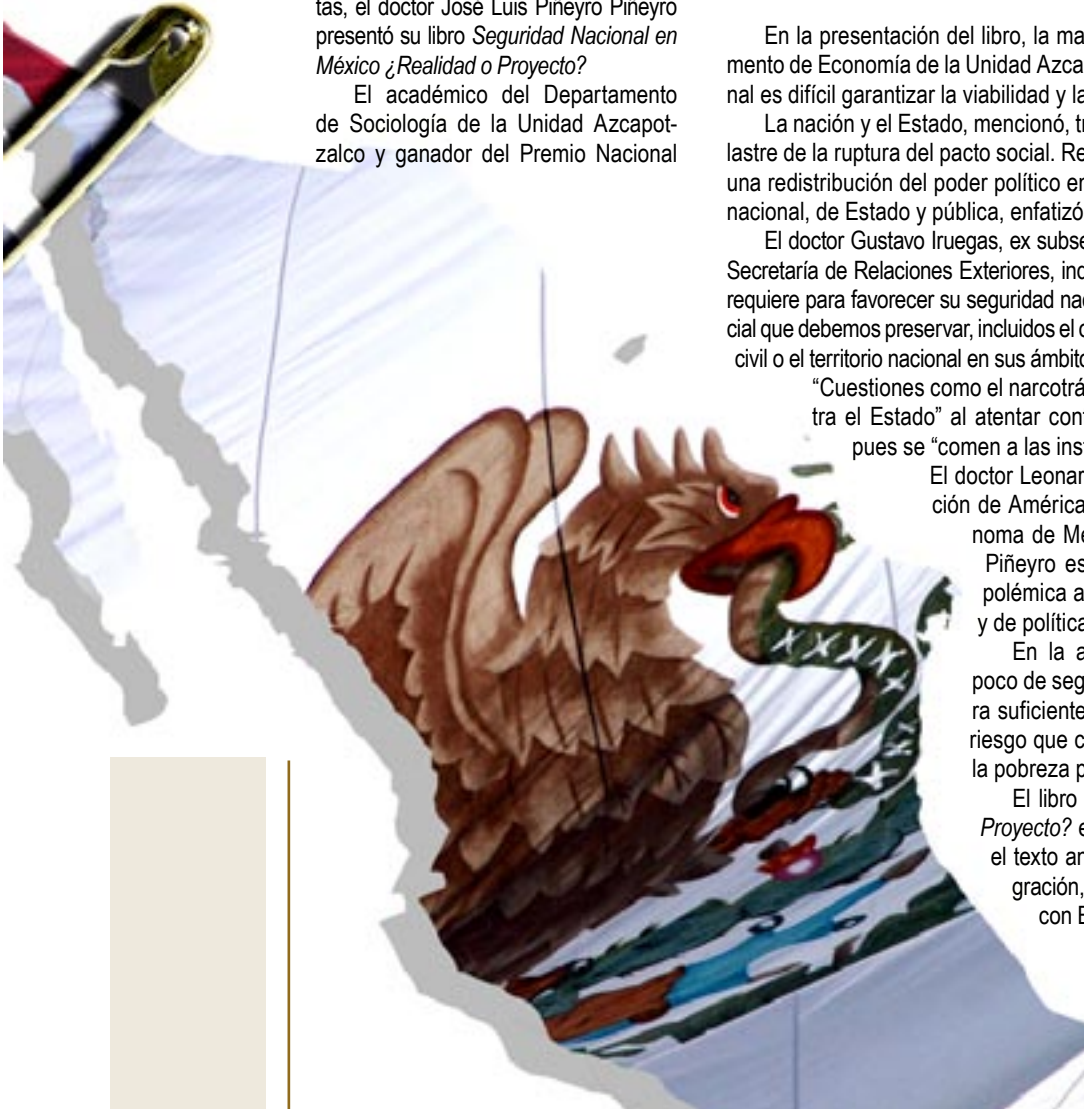 tas, el doctor José Luis Piñeyro Piñeyro
presentó su libro Seguridad Nacional en
México ¿Realidad o Proyecto?
El académico del Departamento
de Sociología de la Unidad Azcapot-
zalco y ganador del Premio Nacional
En la presentación del libro, la ma
mento de Economía de la Unidad Azca
nal es difícil garantizar la viabilidad y la
La nación y el Estado, mencionó, tr
lastre de la ruptura del pacto social. Re
una redistribución del poder político en
nacional, de Estado y pública, enfatizó
El doctor Gustavo Iruegas, ex subse
Secretaría de Relaciones Exteriores, ind
requiere para favorecer su seguridad nac
cial que debemos preservar, incluidos el
civil o el territorio nacional en sus ámbito
“Cuestiones como el narcotrá
tra el Estado” al atentar cont
pues se “comen a las inst
El doctor Leonar
ción de América
noma de Mé
Piñeyro es
polémica a
y de política
En la a
poco de seg
ra suficiente
riesgo que c
la pobreza p
El libro
Proyecto? e
el texto an
gración,
con E